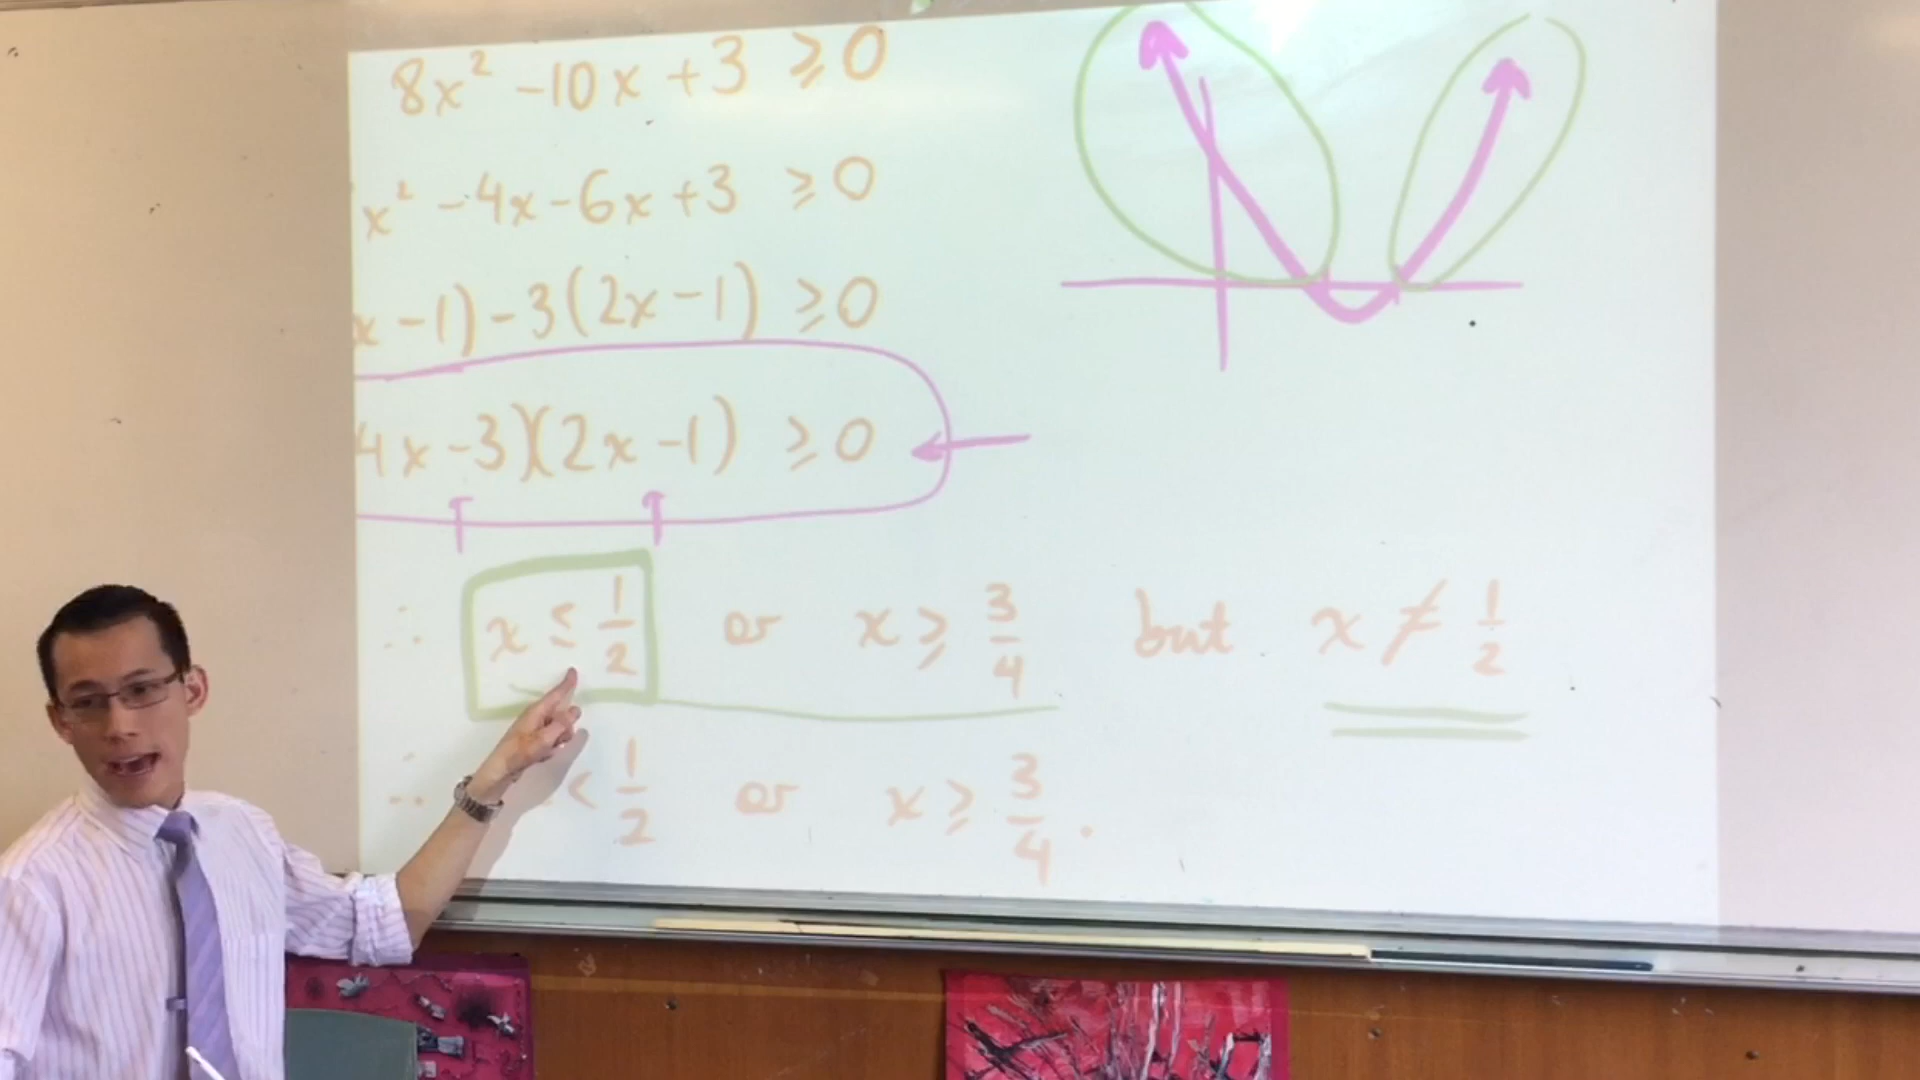 8x² -10x +3 ≥0
x² -4x-6x+3 ≥0
x -1) -3(2x-1) ≥0
4x-3)(2x-1) ≥0
∴ x ≤ 1/2 or x ≥ 3/4 but x ≠ 1/2
∴ < 1/2 or x ≥ 3/4 .